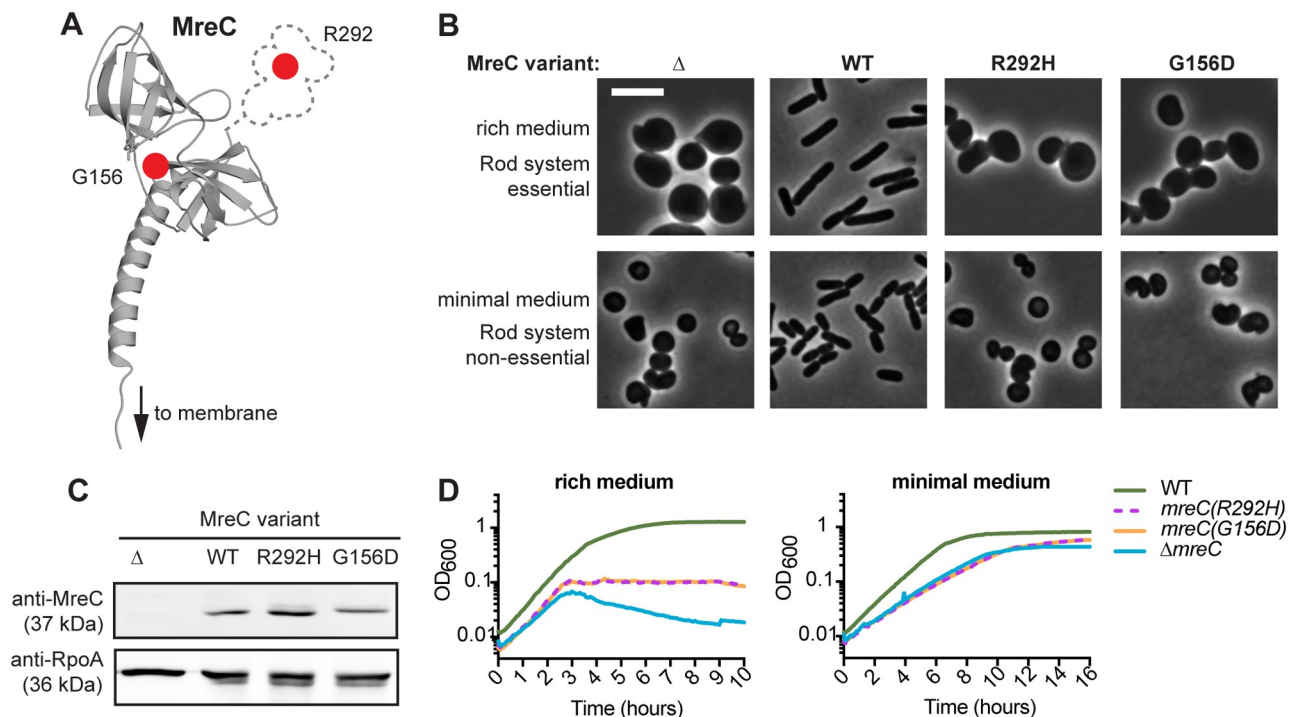 A
MreC
R292
G156
to membrane
B
MreC variant: Δ WT R292H G156D
rich medium
Rod system
essential
minimal medium
Rod system
non-essential
C
MreC variant
Δ WT R292H G156D
anti-MreC
(37 kDa)
anti-RpoA
(36 kDa)
D
rich medium
OD600
1
0.1
0.01
0 1 2 3 4 5 6 7 8 9 10
Time (hours)
minimal medium
OD600
1
0.1
0.01
0 2 4 6 8 10 12 14 16
Time (hours)
WT
mreC(R292H)
mreC(G156D)
ΔmreC